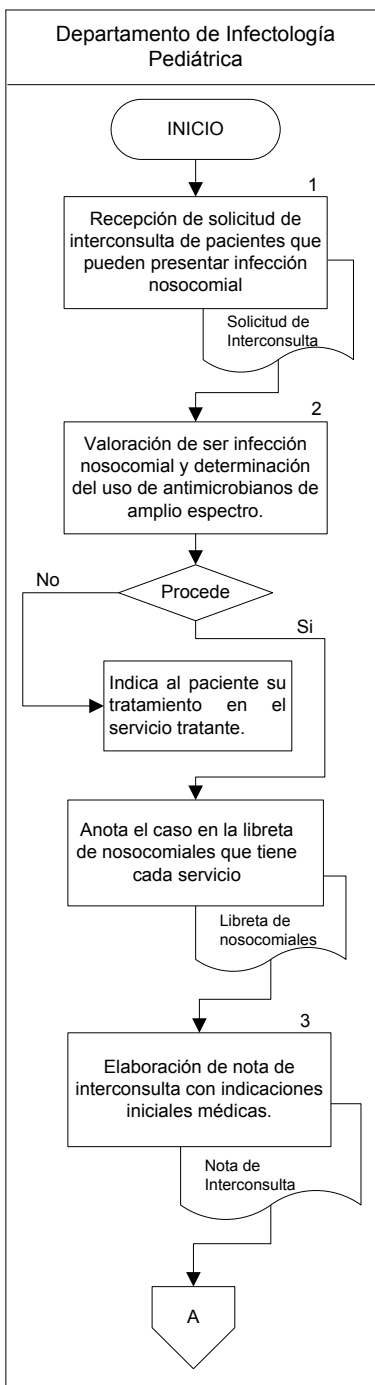 Departamento de Infectología
Pediátrica
INICIO
1
Recepción de solicitud de
interconsulta de pacientes que
pueden presentar infección
nosocomial
Solicitud de
Interconsulta
2
Valoración de ser infección
nosocomial y determinación
del uso de antimicrobianos de
amplio espectro.
No
Procede
Si
Indica al paciente su
tratamiento en el
servicio tratante.
Anota el caso en la libreta
de nosocomiales que tiene
cada servicio
Libreta de
nosocomiales
3
Elaboración de nota de
interconsulta con indicaciones
iniciales médicas.
Nota de
Interconsulta
A